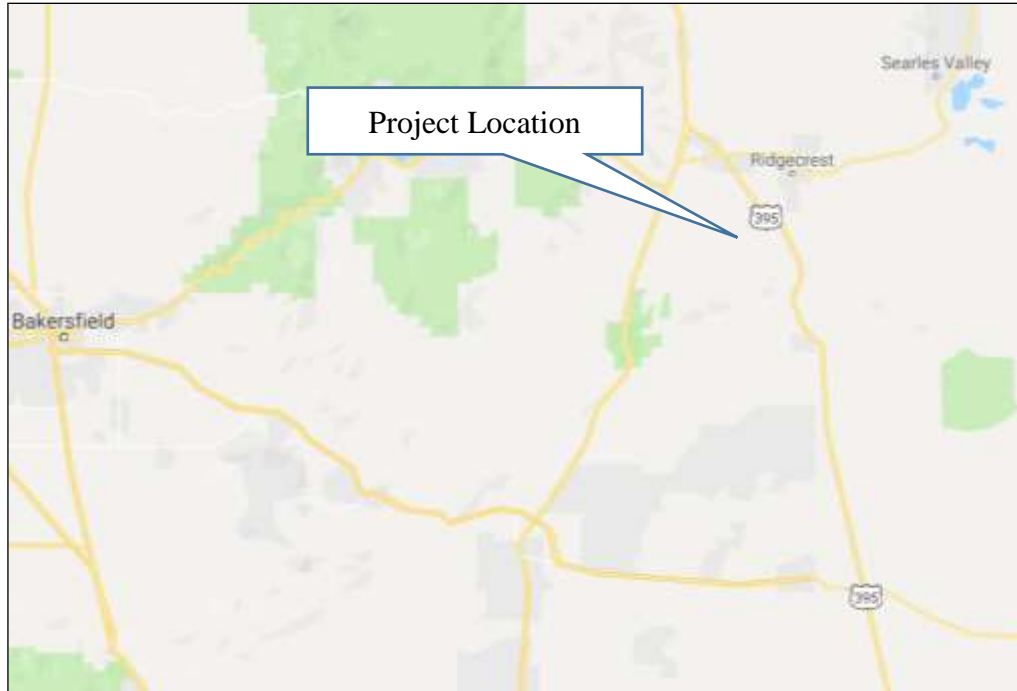 Searles Valley
Project Location
Ridgecrest
395
Bakersfield
395